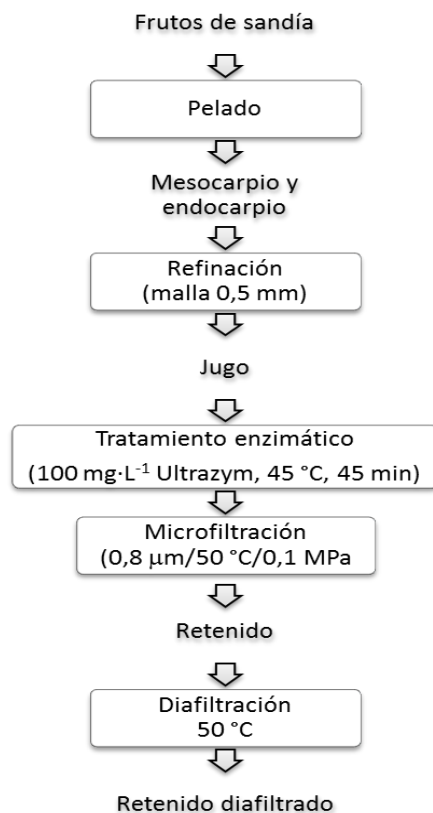 Frutos de sandía
Pelado
Mesocarpio y
endocarpio
Refinación
(malla 0,5 mm)
Jugo
Tratamiento enzimático
(100 mg·L⁻¹ Ultrazym, 45 °C, 45 min)
Microfiltración
(0,8 µm/50 °C/0,1 MPa
Retenido
Diafiltración
50 °C
Retenido diafiltrado